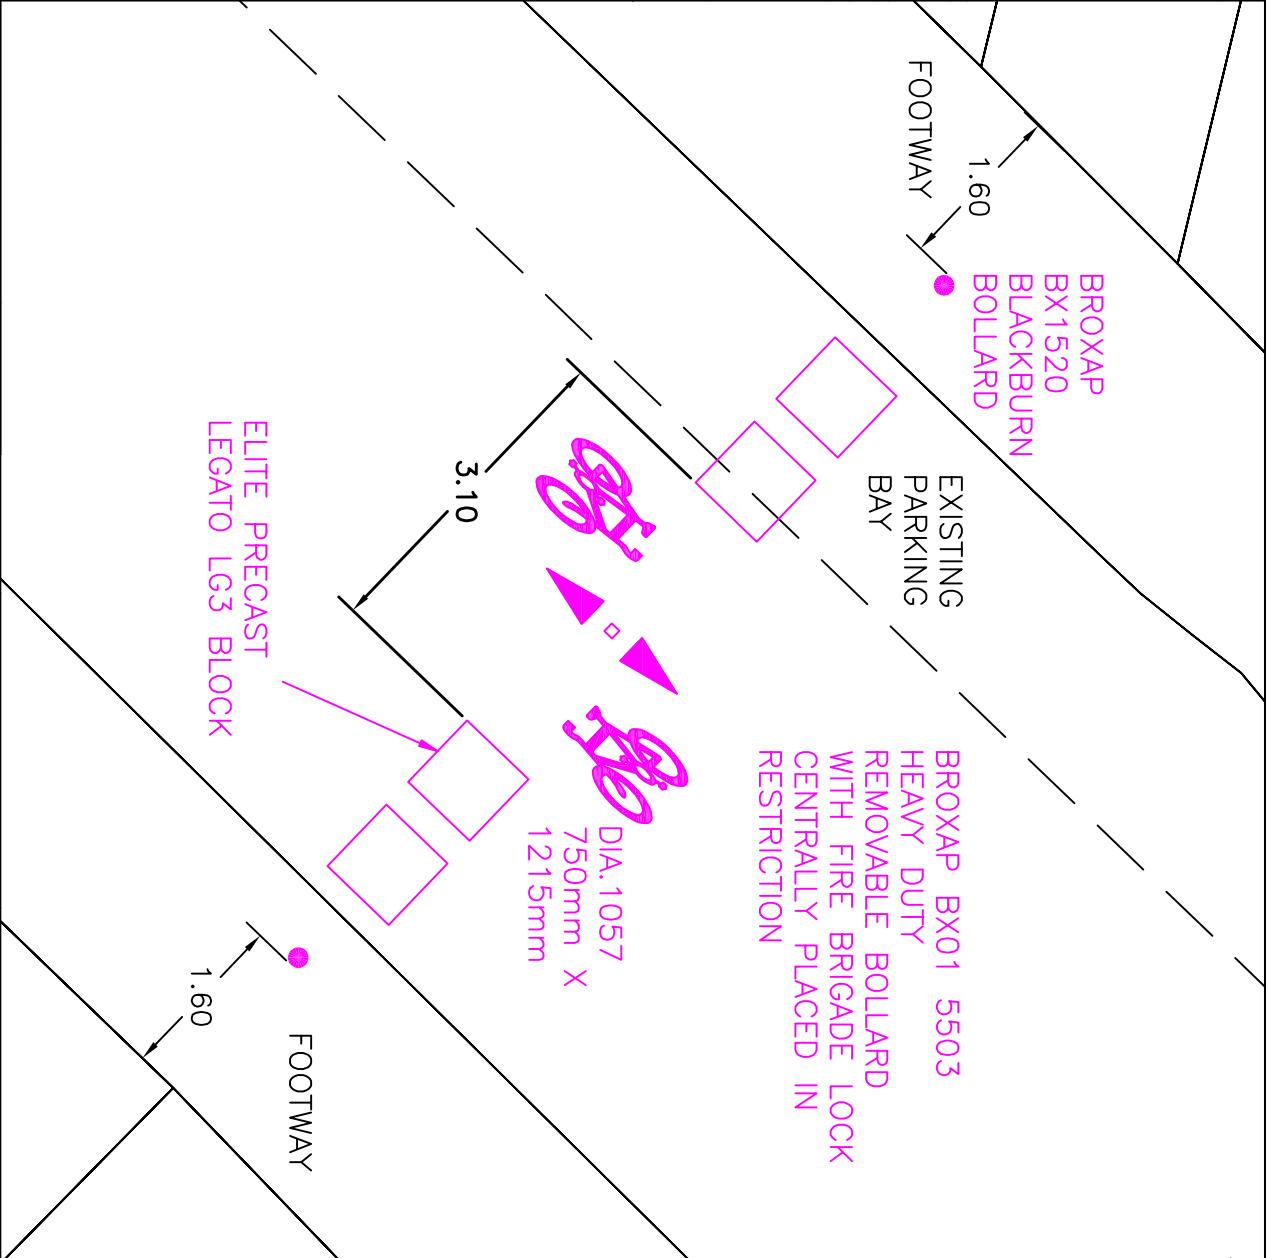 FOOTWAY
1.60
BROXAP
BX1520
BLACKBURN
BOLLARD
EXISTING
PARKING
BAY
3.10
ELITE PRECAST
LEGATO LG3 BLOCK
BROXAP BX01 5503
HEAVY DUTY
REMOVABLE BOLLARD
WITH FIRE BRIGADE LOCK
CENTRALLY PLACED IN
RESTRICTION
DIA.1057
750mm X
1215mm
1.60
FOOTWAY